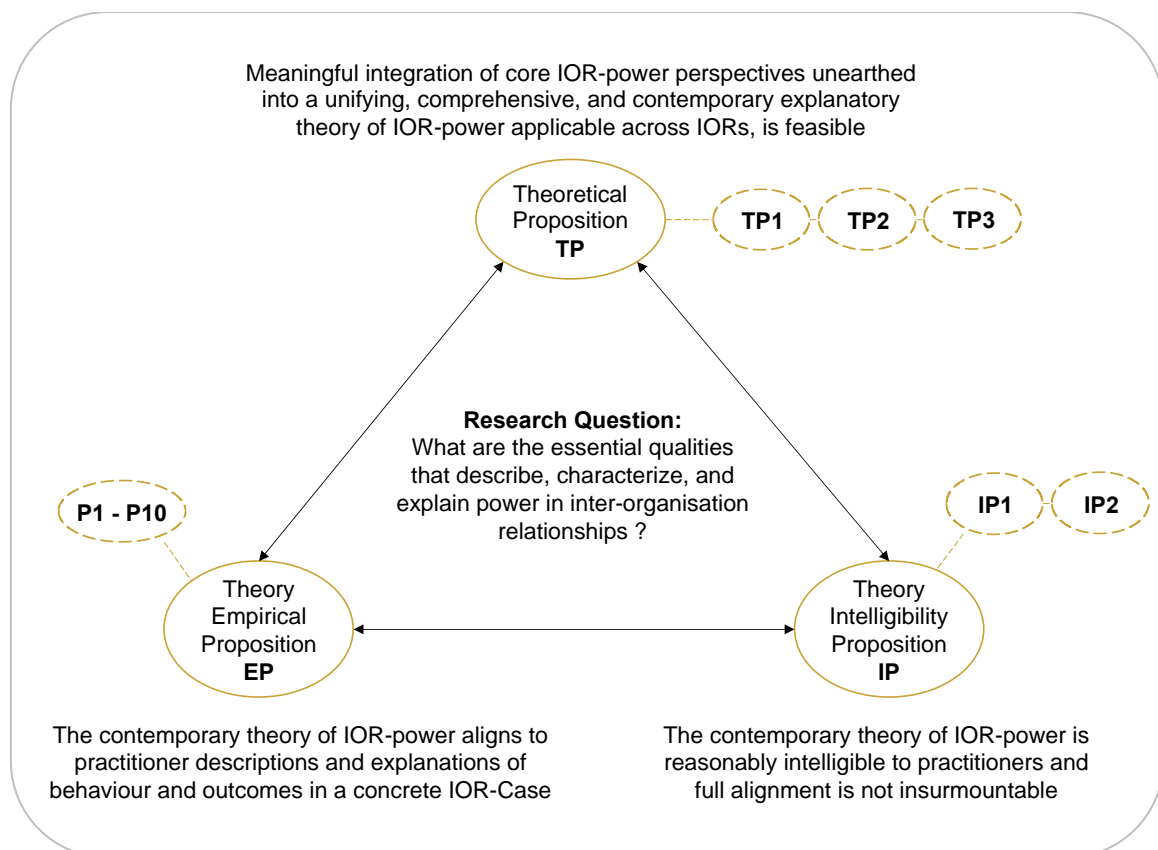 Meaningful integration of core IOR-power perspectives unearthed
into a unifying, comprehensive, and contemporary explanatory
theory of IOR-power applicable across IORs, is feasible
Theoretical
Proposition
TP
TP1
TP2
TP3
Research Question:
What are the essential qualities
that describe, characterize, and
explain power in inter-organisation
relationships ?
P1 - P10
IP1
IP2
Theory
Empirical
Proposition
EP
Theory
Intelligibility
Proposition
IP
The contemporary theory of IOR-power aligns to
practitioner descriptions and explanations of
behaviour and outcomes in a concrete IOR-Case
The contemporary theory of IOR-power is
reasonably intelligible to practitioners and
full alignment is not insurmountable